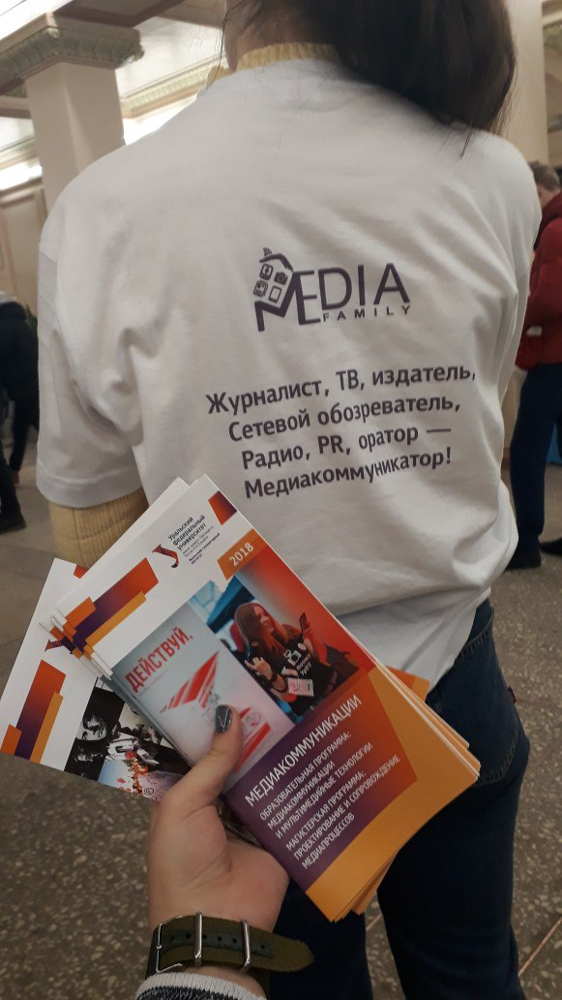 MEDIA
FAMILY
Журналист, ТВ, издатель,
Сетевой обозреватель,
Радио, PR, оратор —
Медиакоммуникатор!
Уральский
федеральный
университет
2018
ДЕЙСТВУЙ,
МЕДИАКОММУНИКАЦИИ
ОБРАЗОВАТЕЛЬНАЯ ПРОГРАММА:
МЕДИАКОММУНИКАЦИИ
И МУЛЬТИМЕДИЙНЫЕ ТЕХНОЛОГИИ
МАГИСТЕРСКАЯ ПРОГРАММА:
ПРОЕКТИРОВАНИЕ И СОПРОВОЖДЕНИЕ
МЕДИАПРОЦЕССОВ